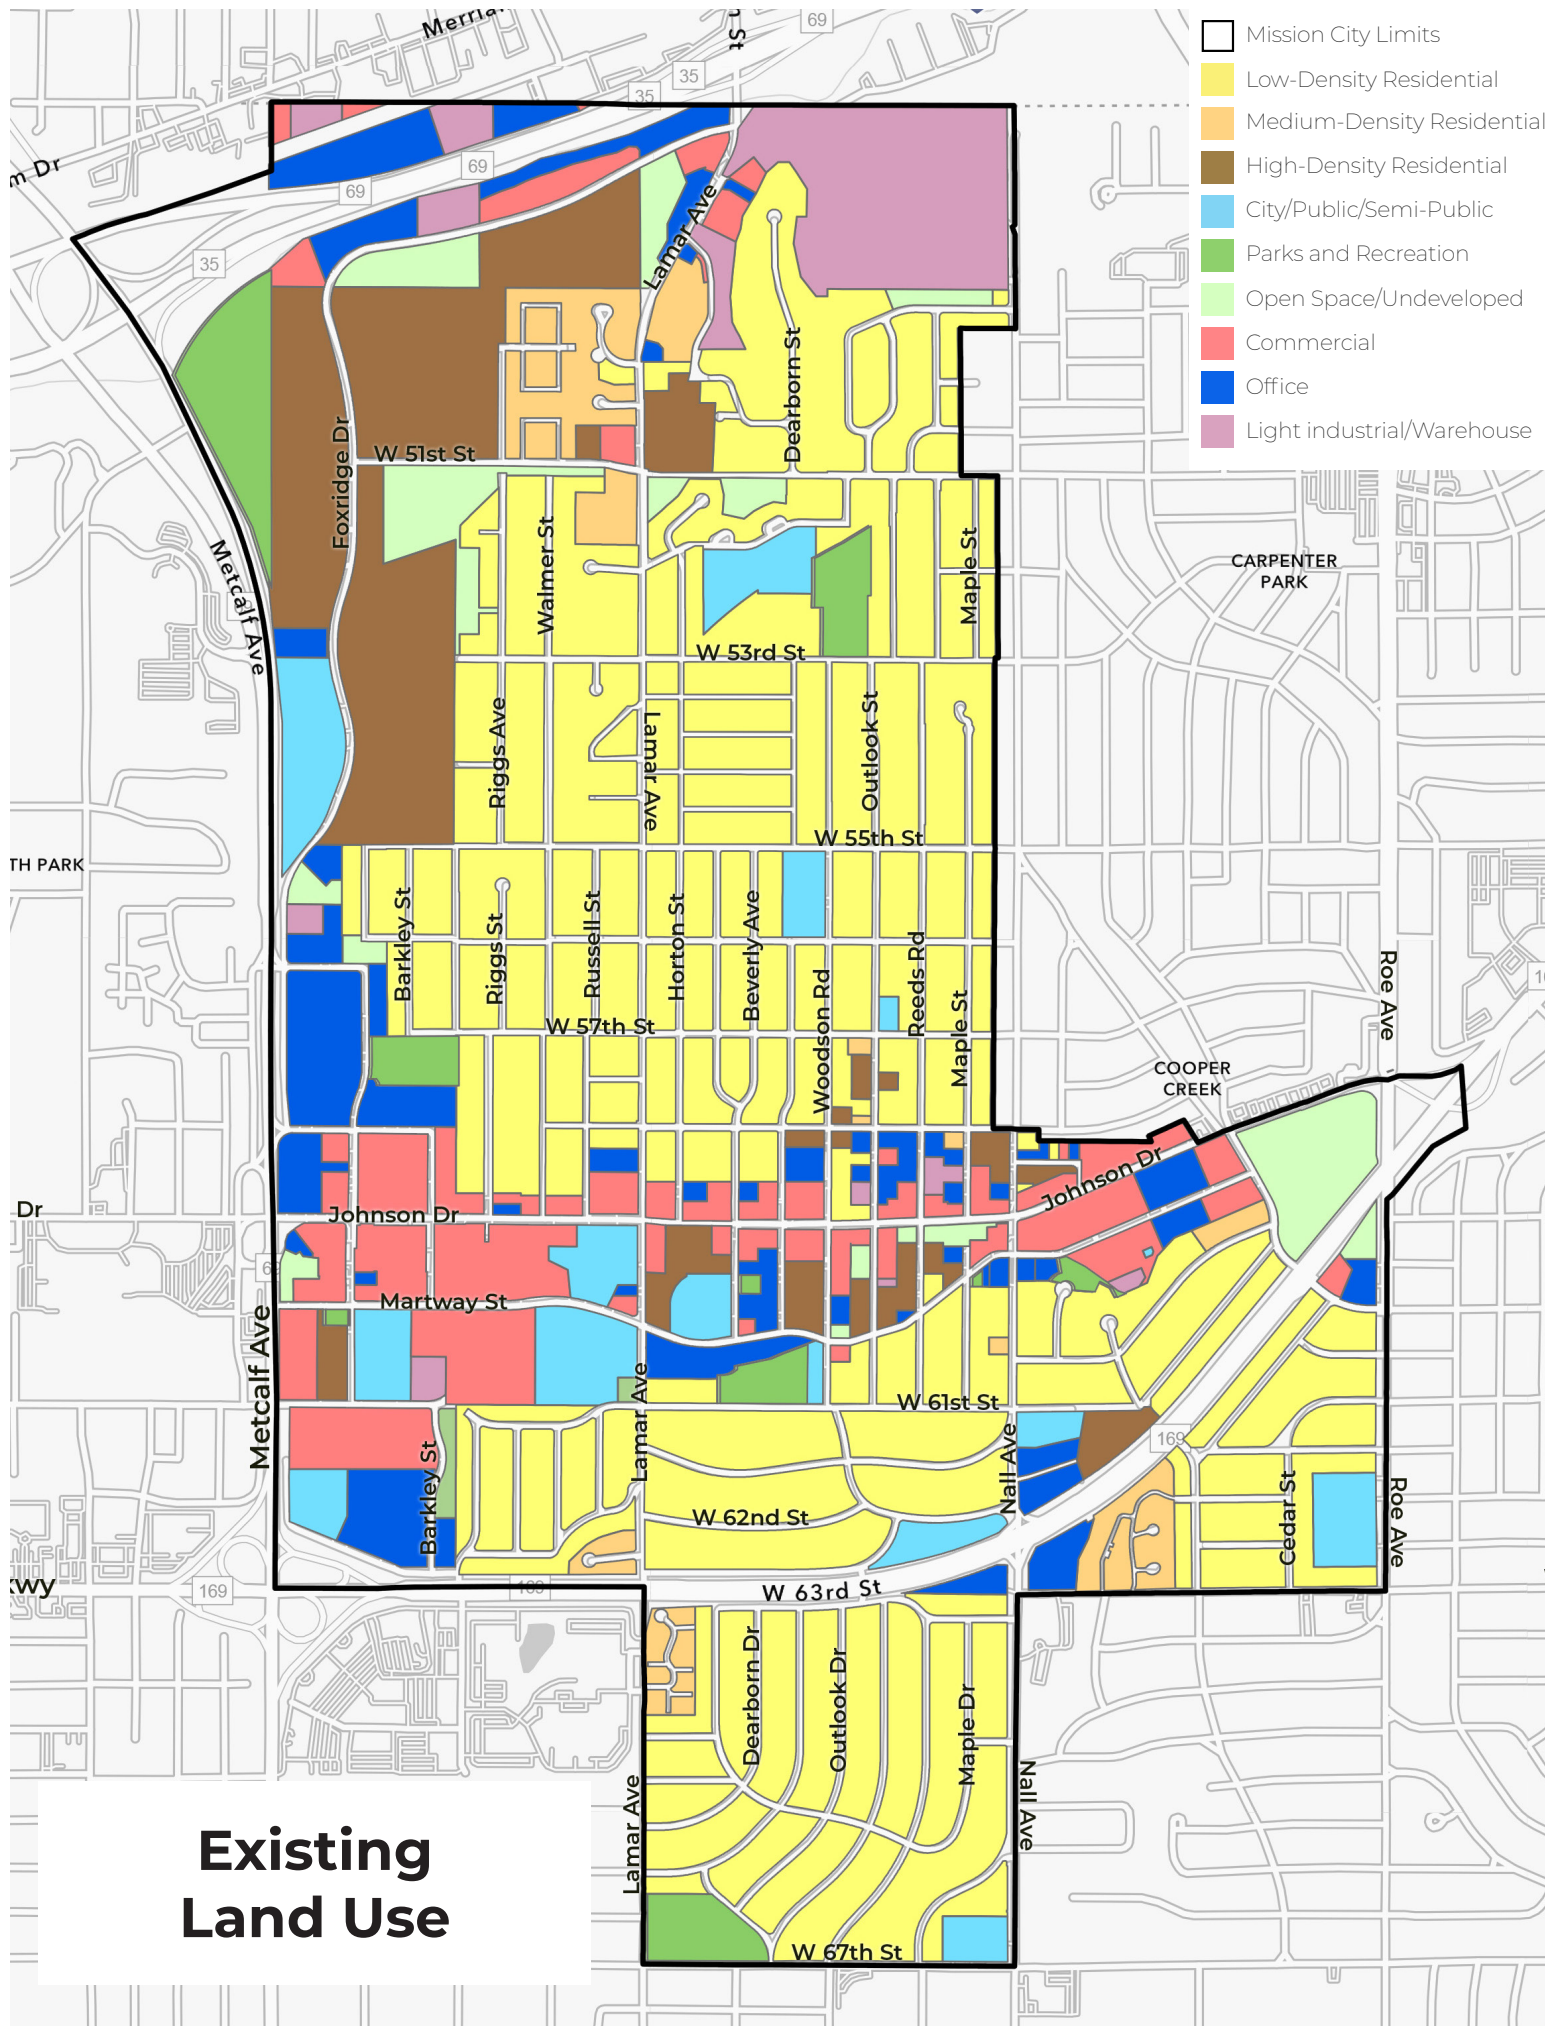 Merriam
n St
69
35
35
m Dr
69
69
35
Mission City Limits
Low-Density Residential
Medium-Density Residential
High-Density Residential
City/Public/Semi-Public
Parks and Recreation
Open Space/Undeveloped
Commercial
Office
Light industrial/Warehouse
Lamar Ave
Dearborn St
W 51st St
Foxridge Dr
Metcalf Ave
Walmer St
Maple St
CARPENTER
PARK
W 53rd St
Riggs Ave
Lamar Ave
Outlook St
W 55th St
TH PARK
Barkley St
Riggs St
Russell St
Horton St
Beverly Ave
Woodson Rd
Reeds Rd
Maple St
Roe Ave
W 57th St
COOPER
CREEK
Johnson Dr
Dr
Johnson Dr
Martway St
Metcalf Ave
Lamar Ave
W 61st St
Nall Ave
169
Barkley St
W 62nd St
Cedar St
Roe Ave
kwy
169
169
W 63rd St
Dearborn Dr
Outlook Dr
Maple Dr
Lamar Ave
Nall Ave
W 67th St
Existing
Land Use